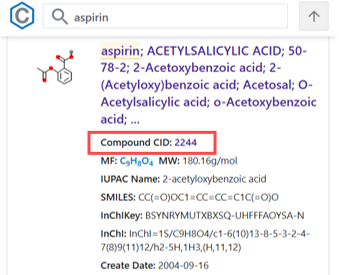 aspirin
aspirin; ACETYLSALICYLIC ACID; 50-
78-2; 2-Acetoxybenzoic acid; 2-
(Acetyloxy)benzoic acid; Acetosal; O-
Acetylsalicylic acid; o-Acetoxybenzoic
acid; ...
Compound CID: 2244
MF: C₉H₈O₄ MW: 180.16g/mol
IUPAC Name: 2-acetyloxybenzoic acid
SMILES: CC(=O)OC1=CC=CC=C1C(=O)O
InChIKey: BSYNRYMUTXBXSQ-UHFFFAOYSA-N
InChI: InChI=1S/C9H8O4/c1-6(10)13-8-5-3-2-4-
7(8)9(11)12/h2-5H,1H3,(H,11,12)
Create Date: 2004-09-16